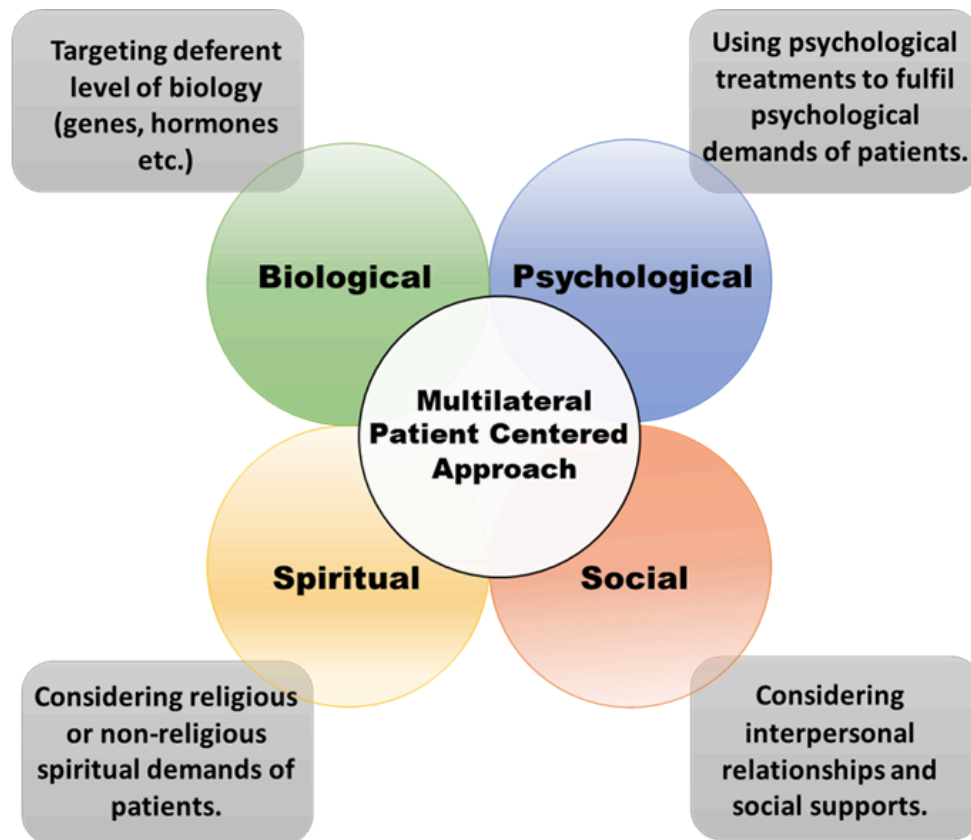 Targeting deferent
level of biology
(genes, hormones
etc.)
Using psychological
treatments to fulfil
psychological
demands of patients.
Biological
Psychological
Multilateral
Patient Centered
Approach
Spiritual
Social
Considering religious
or non-religious
spiritual demands of
patients.
Considering
interpersonal
relationships and
social supports.